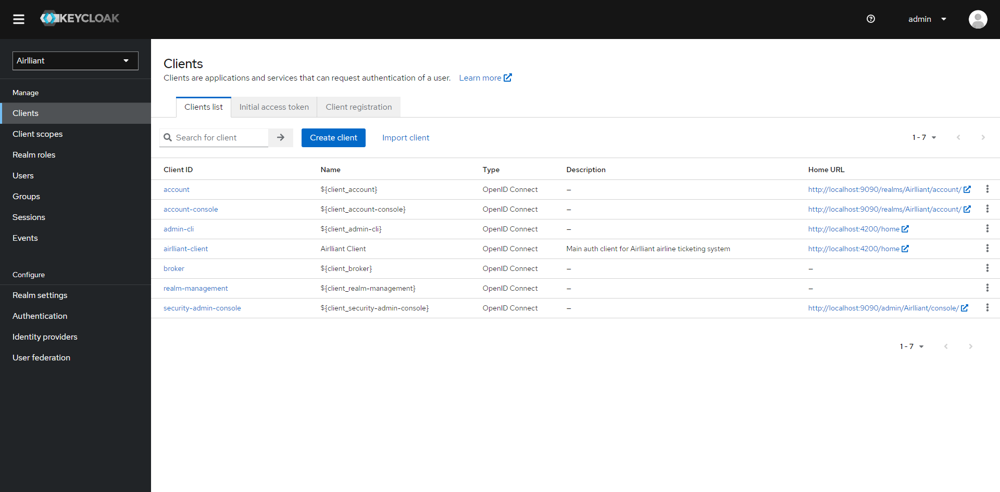 KEYCLOAK
admin
Airlliant
Manage
Clients
Client scopes
Realm roles
Users
Groups
Sessions
Events
Configure
Realm settings
Authentication
Identity providers
User federation
Clients
Clients are applications and services that can request authentication of a user. Learn more
Clients list Initial access token Client registration
Search for client Create client Import client 1 - 7
Client ID Name Type Description Home URL
account ${client_account} OpenID Connect – http://localhost:9090/realms/Airlliant/account/
account-console ${client_account-console} OpenID Connect – http://localhost:9090/realms/Airlliant/account/
admin-cli ${client_admin-cli} OpenID Connect – http://localhost:4200/home
airlliant-client Airlliant Client OpenID Connect Main auth client for Airlliant airline ticketing system http://localhost:4200/home
broker ${client_broker} OpenID Connect – –
realm-management ${client_realm-management} OpenID Connect – –
security-admin-console ${client_security-admin-console} OpenID Connect – http://localhost:9090/admin/Airlliant/console/
1 - 7